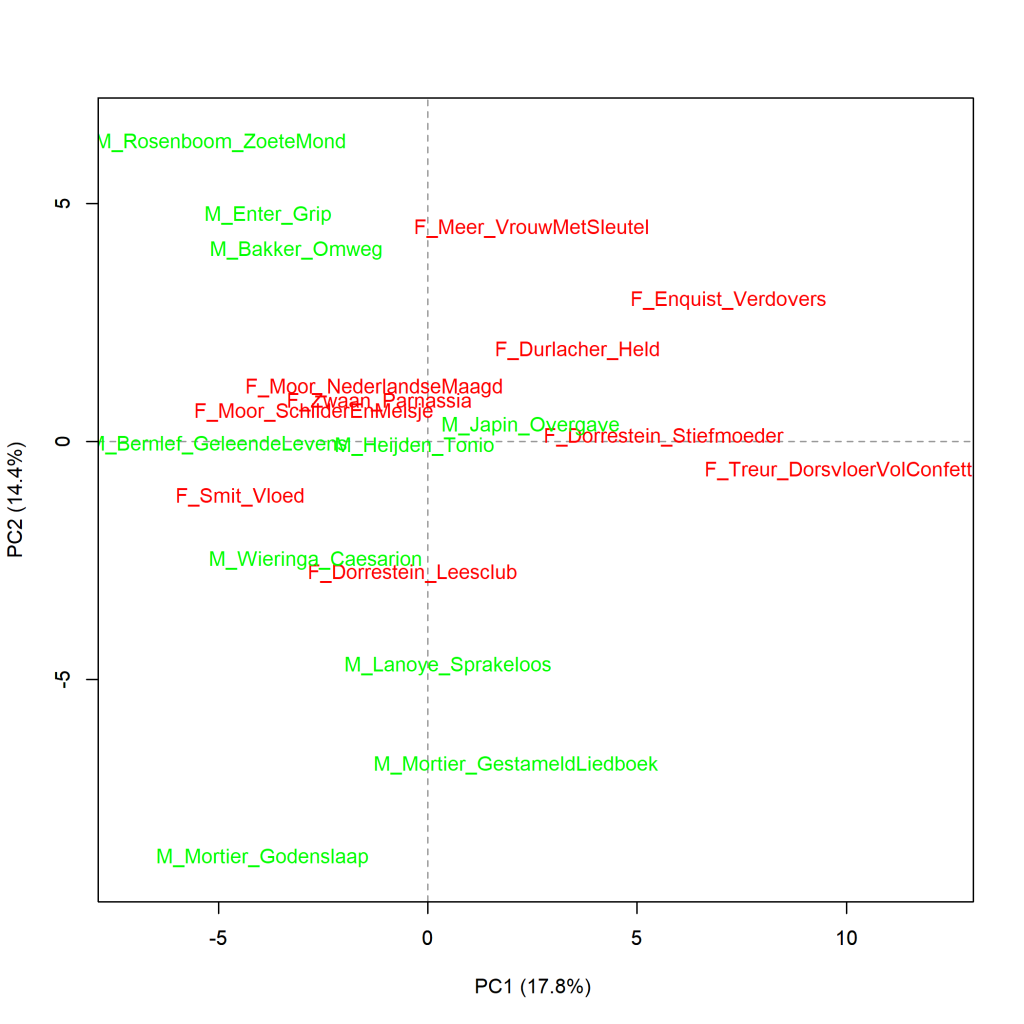 M_Rosenboom_ZoeteMond
5
M_Enter_Grip
F_Meer_VrouwMetSleutel
M_Bakker_Omweg
F_Enquist_Verdovers
F_Durlacher_Held
F_Moor_NederlandseMaagd
F_Zwaan_Parnassia
F_Moor_SchilderEnMeisje
M_Japin_Overgave
F_Dorrestein_Stiefmoeder
0
M_Bernlef_GeleendeLevens
M_Heijden_Tonio
F_Treur_DorsvloerVolConfett
PC2 (14.4%)
F_Smit_Vloed
M_Wieringa_Caesarion
F_Dorrestein_Leesclub
M_Lanoye_Sprakeloos
-5
M_Mortier_GestameldLiedboek
M_Mortier_Godenslaap
-5 0 5 10
PC1 (17.8%)